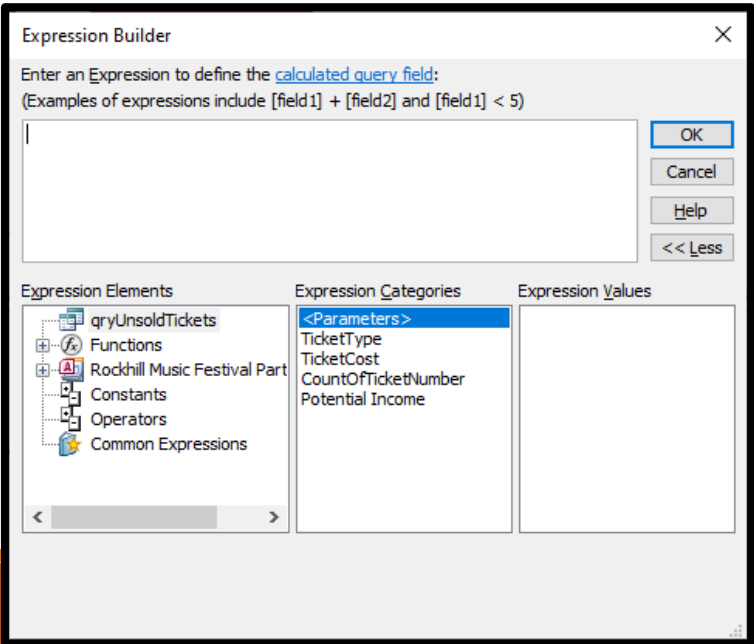 Expression Builder
Enter an Expression to define the calculated query field:
(Examples of expressions include [field1] + [field2] and [field1] < 5)
OK
Cancel
Help
<< Less
Expression Elements
Expression Categories
Expression Values
qryUnsoldTickets
Functions
Rockhill Music Festival Part
Constants
Operators
Common Expressions
<Parameters>
TicketType
TicketCost
CountOfTicketNumber
Potential Income